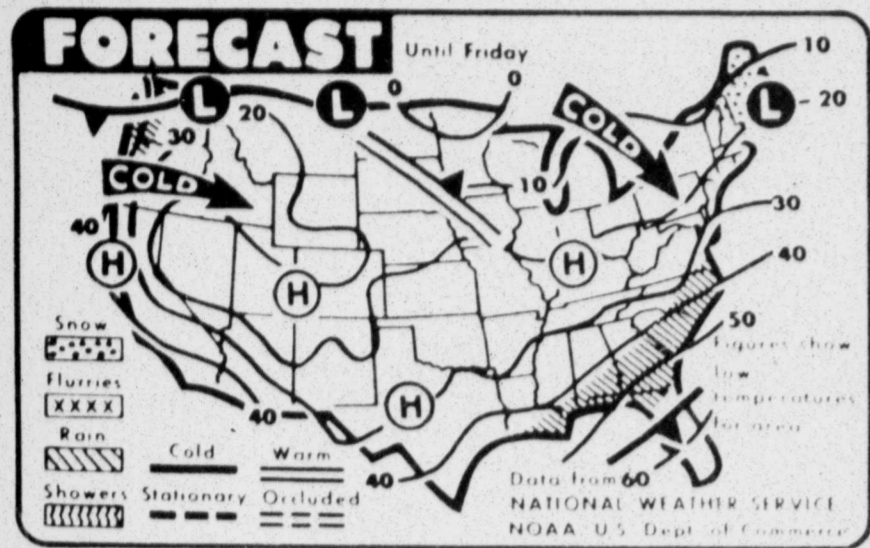 FORECAST
Until Friday
10
0
0
L
L
L
20
20
30
COLD
COLD
10
30
40
H
H
H
40
50
Snow
Figures show
low
temperatures
for area
Flurries
xxxx
40
H
Rain
Cold
Warm
40
60
Data from
Showers
Stationary
Occluded
NATIONAL WEATHER SERVICE
NOAA U.S. Dept. of Commerce